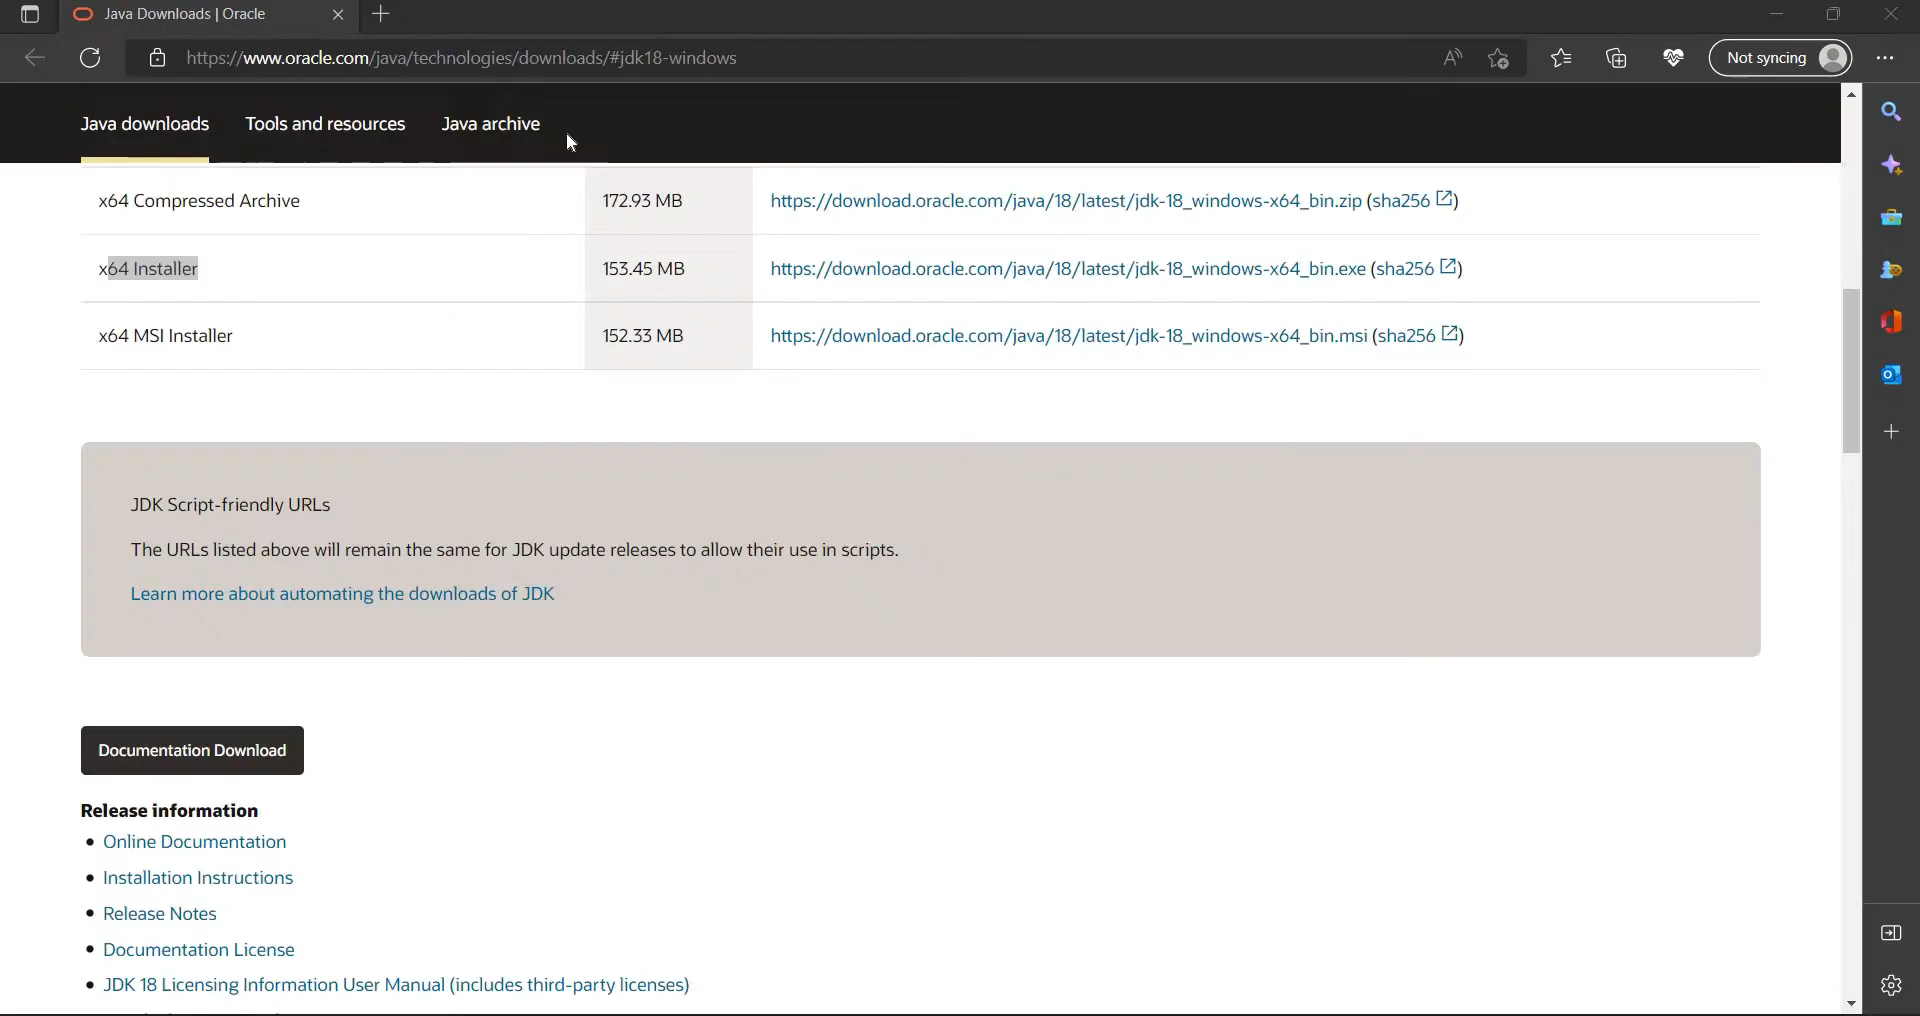 Java Downloads | Oracle
https://www.oracle.com/java/technologies/downloads/#jdk18-windows
Not syncing
Java downloads Tools and resources Java archive
x64 Compressed Archive 172.93 MB https://download.oracle.com/java/18/latest/jdk-18_windows-x64_bin.zip (sha256)
x64 Installer 153.45 MB https://download.oracle.com/java/18/latest/jdk-18_windows-x64_bin.exe (sha256)
x64 MSI Installer 152.33 MB https://download.oracle.com/java/18/latest/jdk-18_windows-x64_bin.msi (sha256)
JDK Script-friendly URLs
The URLs listed above will remain the same for JDK update releases to allow their use in scripts.
Learn more about automating the downloads of JDK
Documentation Download
Release information
• Online Documentation
• Installation Instructions
• Release Notes
• Documentation License
• JDK 18 Licensing Information User Manual (includes third-party licenses)